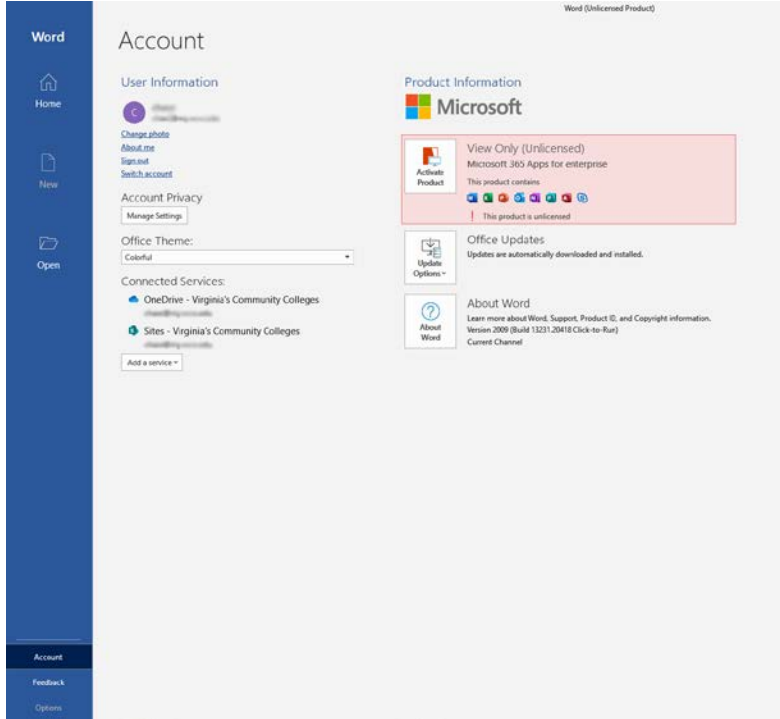 Word (Unlicensed Product)
Word
Home
New
Open
Account
Feedback
Options
Account
User Information
C
Change photo
About me
Sign out
Switch account
Account Privacy
Manage Settings
Office Theme:
Colorful
Connected Services:
OneDrive - Virginia's Community Colleges
Sites - Virginia's Community Colleges
Add a service
Product Information
Microsoft
Activate
Product
View Only (Unlicensed)
Microsoft 365 Apps for enterprise
This product contains
This product is unlicensed
Update
Options
Office Updates
Updates are automatically downloaded and installed.
About
Word
About Word
Learn more about Word, Support, Product ID, and Copyright information.
Version 2009 (Build 13231.20418 Click-to-Run)
Current Channel